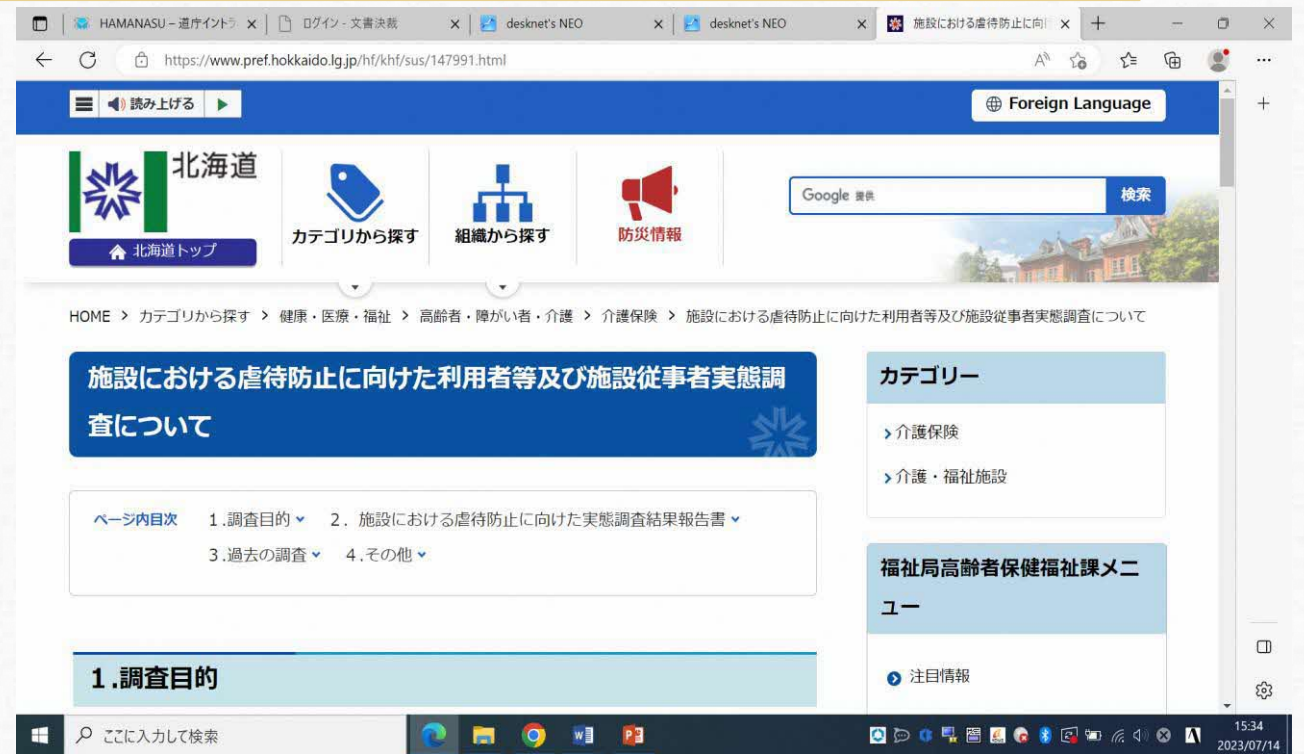 HAMANASU – 道庁イントラ
ログイン - 文書決裁
desknet's NEO
desknet's NEO
施設における虐待防止に向け
https://www.pref.hokkaido.lg.jp/hf/khf/sus/147991.html
読み上げる
Foreign Language
北海道
北海道トップ
カテゴリから探す
組織から探す
防災情報
Google 提供
検索
HOME > カテゴリから探す > 健康・医療・福祉 > 高齢者・障がい者・介護 > 介護保険 > 施設における虐待防止に向けた利用者等及び施設従事者実態調査について
施設における虐待防止に向けた利用者等及び施設従事者実態調
査について
カテゴリー
介護保険
介護・福祉施設
ページ内目次 1.調査目的 2. 施設における虐待防止に向けた実態調査結果報告書
3.過去の調査 4.その他
福祉局高齢者保健福祉課メニ
ュー
注目情報
1.調査目的
ここに入力して検索
15:34
2023/07/14